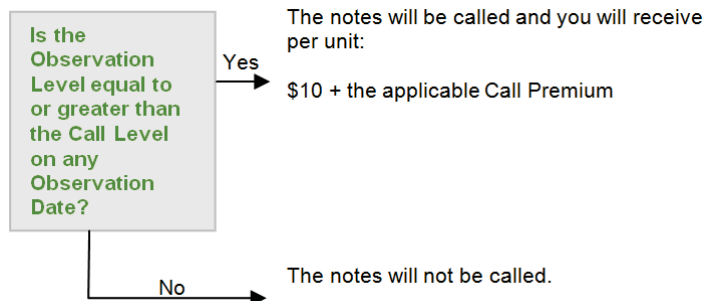 Is the
Observation
Level equal to
or greater than
the Call Level
on any
Observation
Date?
Yes
The notes will be called and you will receive
per unit:
$10 + the applicable Call Premium
No
The notes will not be called.